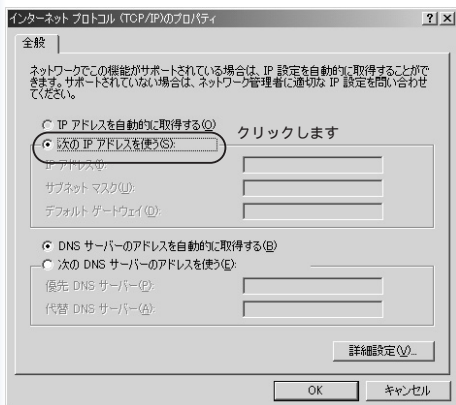 インターネット プロトコル (TCP/IP)のプロパティ
全般
ネットワークでこの機能がサポートされている場合は、IP 設定を自動的に取得することがで
きます。サポートされていない場合は、ネットワーク管理者に適切な IP 設定を問い合わせ
てください。
IP アドレスを自動的に取得する(O)
クリックします
次の IP アドレスを使う(S):
IP アドレス(I):
サブネット マスク(U):
デフォルト ゲートウェイ(D):
DNS サーバーのアドレスを自動的に取得する(B)
次の DNS サーバーのアドレスを使う(E):
優先 DNS サーバー(P):
代替 DNS サーバー(A):
詳細設定(V)...
OK
キャンセル